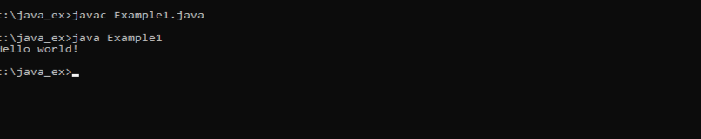 :\java_ex>javac Example1.java
:\java_ex>java Example1
Hello world!
:\java_ex>